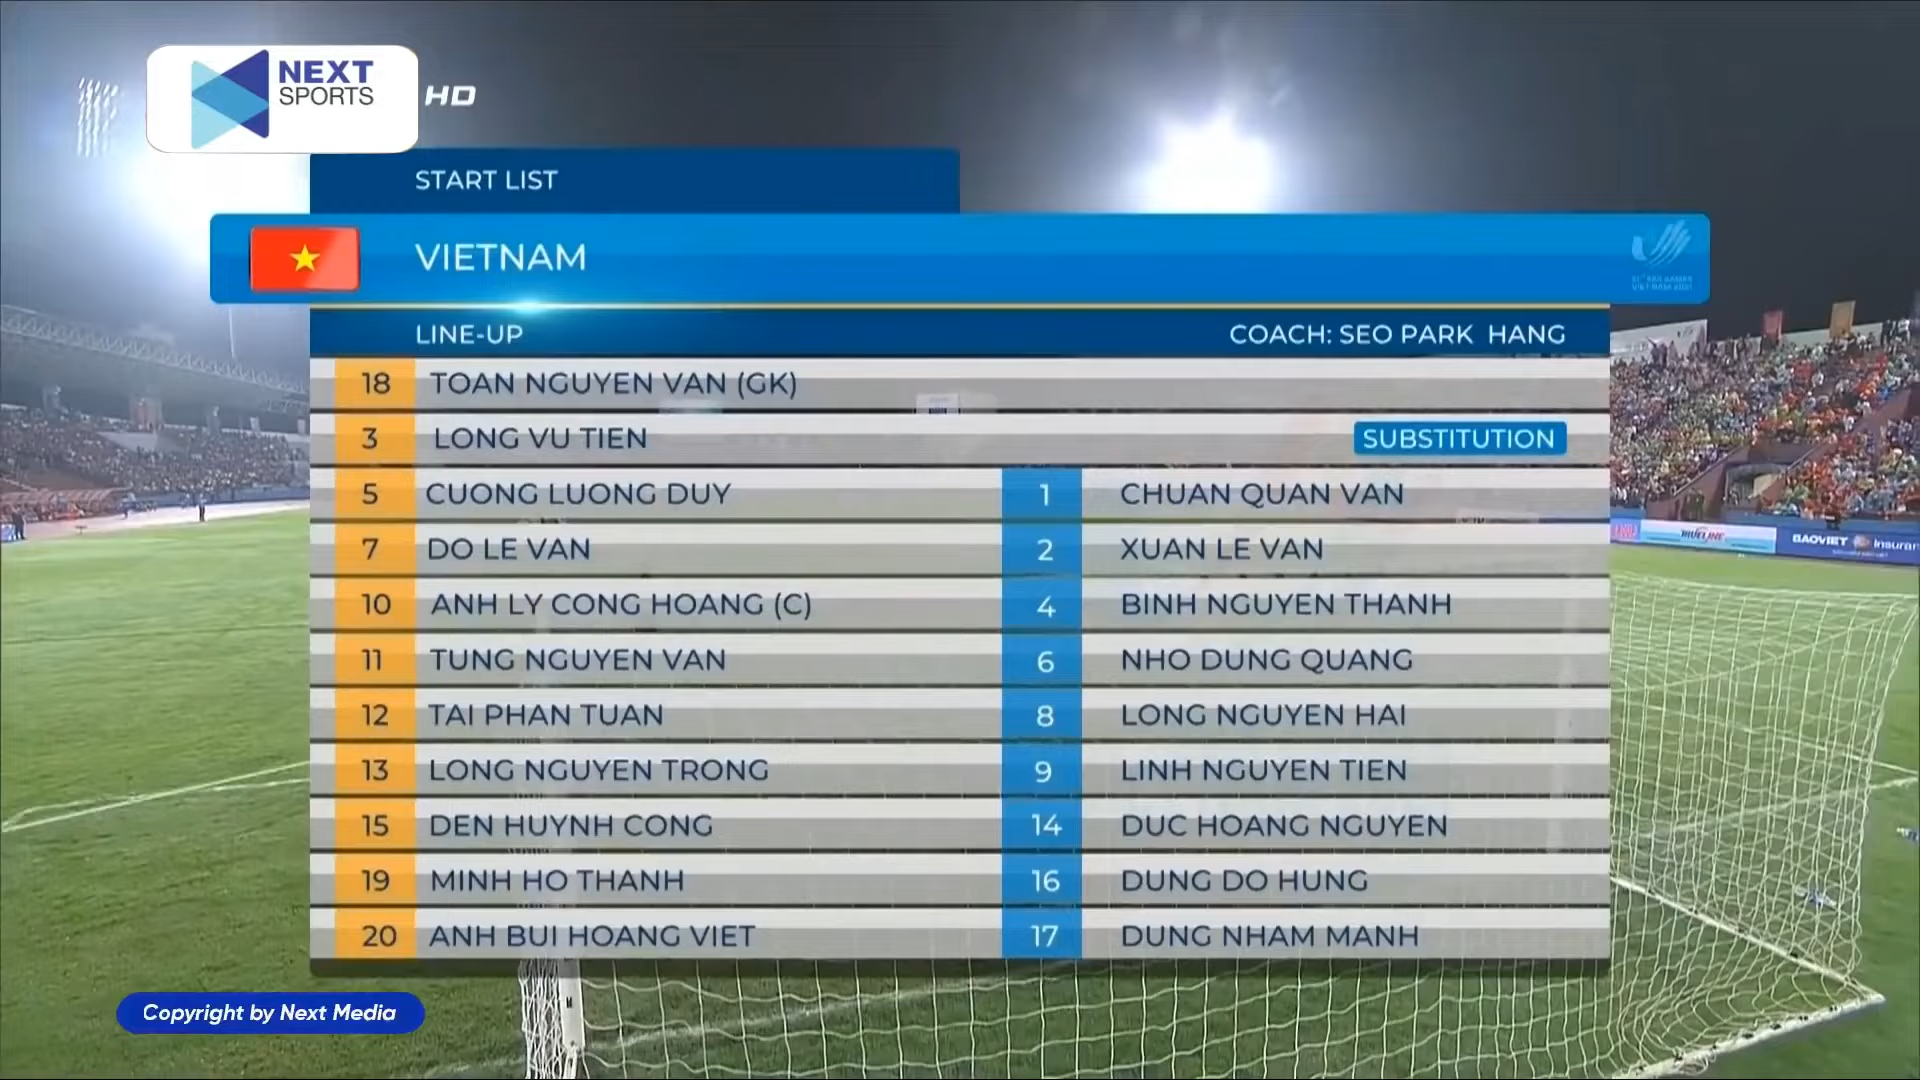 NEXT
SPORTS
HD
START LIST
VIETNAM
LINE-UP
COACH: SEO PARK HANG
18 TOAN NGUYEN VAN (GK)
3 LONG VU TIEN
SUBSTITUTION
5 CUONG LUONG DUY
1 CHUAN QUAN VAN
7 DO LE VAN
2 XUAN LE VAN
10 ANH LY CONG HOANG (C)
4 BINH NGUYEN THANH
11 TUNG NGUYEN VAN
6 NHO DUNG QUANG
12 TAI PHAN TUAN
8 LONG NGUYEN HAI
13 LONG NGUYEN TRONG
9 LINH NGUYEN TIEN
15 DEN HUYNH CONG
14 DUC HOANG NGUYEN
19 MINH HO THANH
16 DUNG DO HUNG
20 ANH BUI HOANG VIET
17 DUNG NHAM MANH
BAOVIET Insuran
Copyright by Next Media